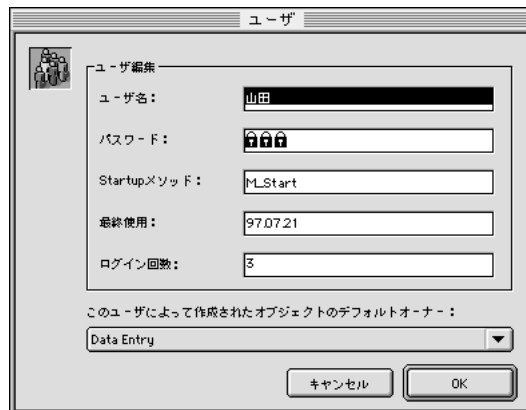 ユーザ
ユーザ編集
ユーザ名：
山田
パスワード：
Startupメソッド：
M_Start
最終使用：
97.07.21
ログイン回数：
3
このユーザによって作成されたオブジェクトのデフォルトオーナー：
Data Entry
キャンセル
OK